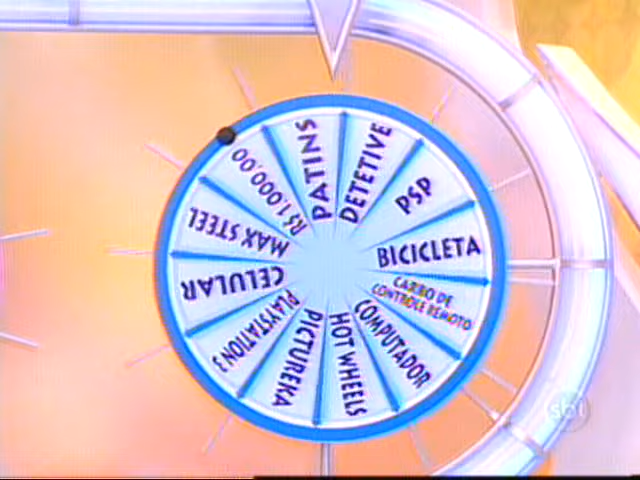 PATINS
DETETIVE
PSP
BICICLETA
CARRO DE
CONTROLE REMOTO
COMPUTADOR
HOT WHEELS
PICTUREKA
PLAYSTATION 3
CELULAR
MAX STEEL
R$ 1.000,00
sbt